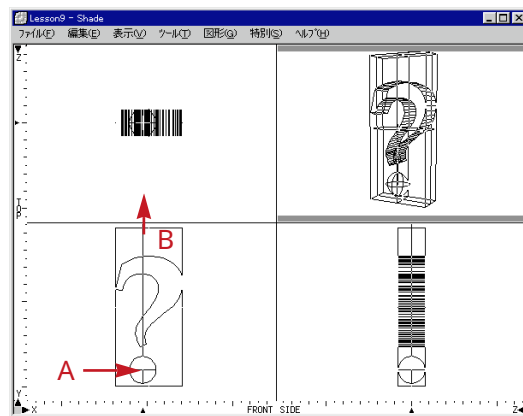 Lesson9 - Shade
ファイル(F) 編集(E) 表示(V) ツール(T) 図形(G) 特別(S) ヘルプ(H)
Z
TOP
B
A
Y
X FRONT SIDE Z